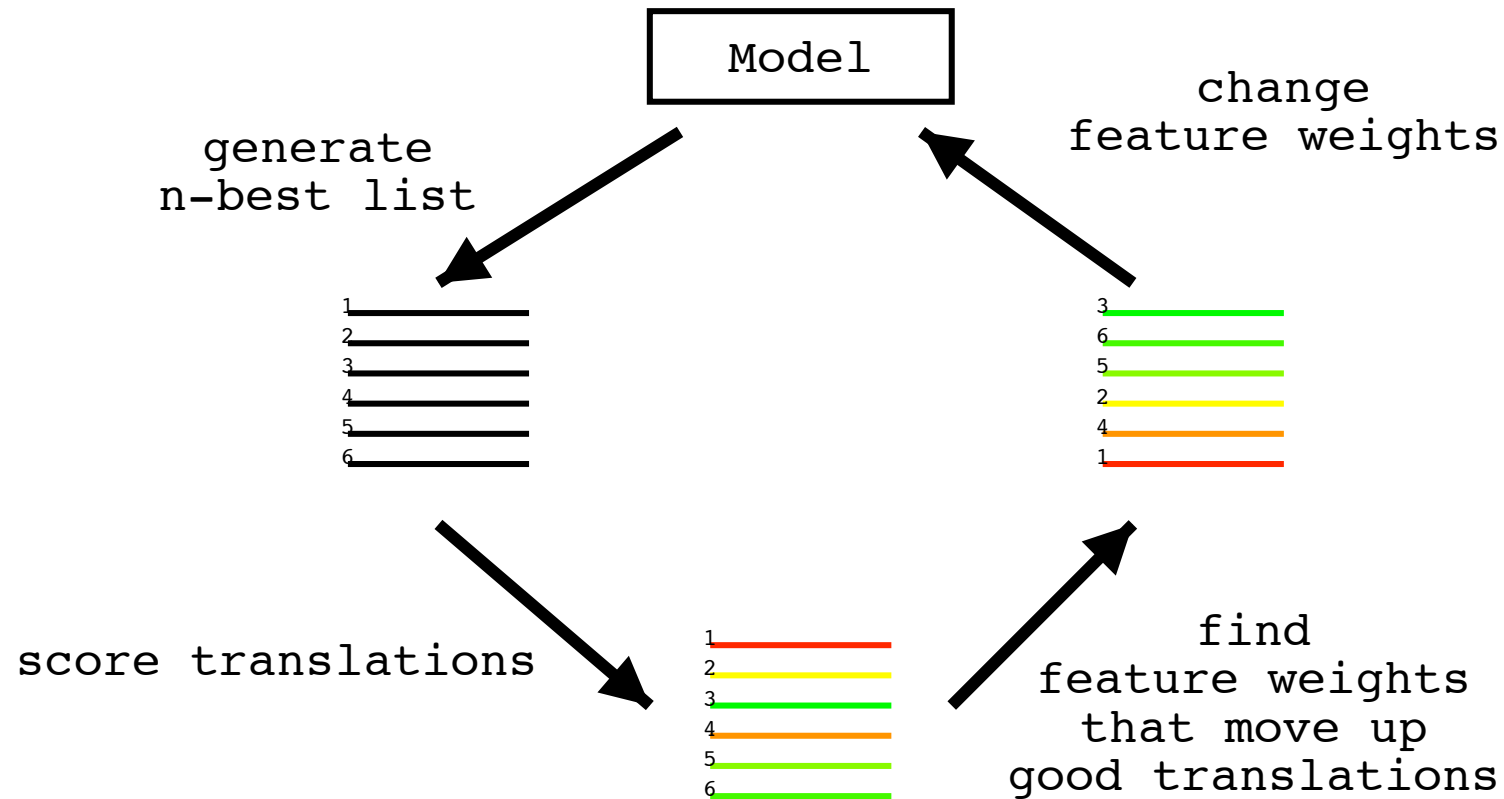 Model
change
feature weights
generate
n-best list
1
2
3
4
5
6
3
6
5
2
4
1
score translations
1
2
3
4
5
6
find
feature weights
that move up
good translations